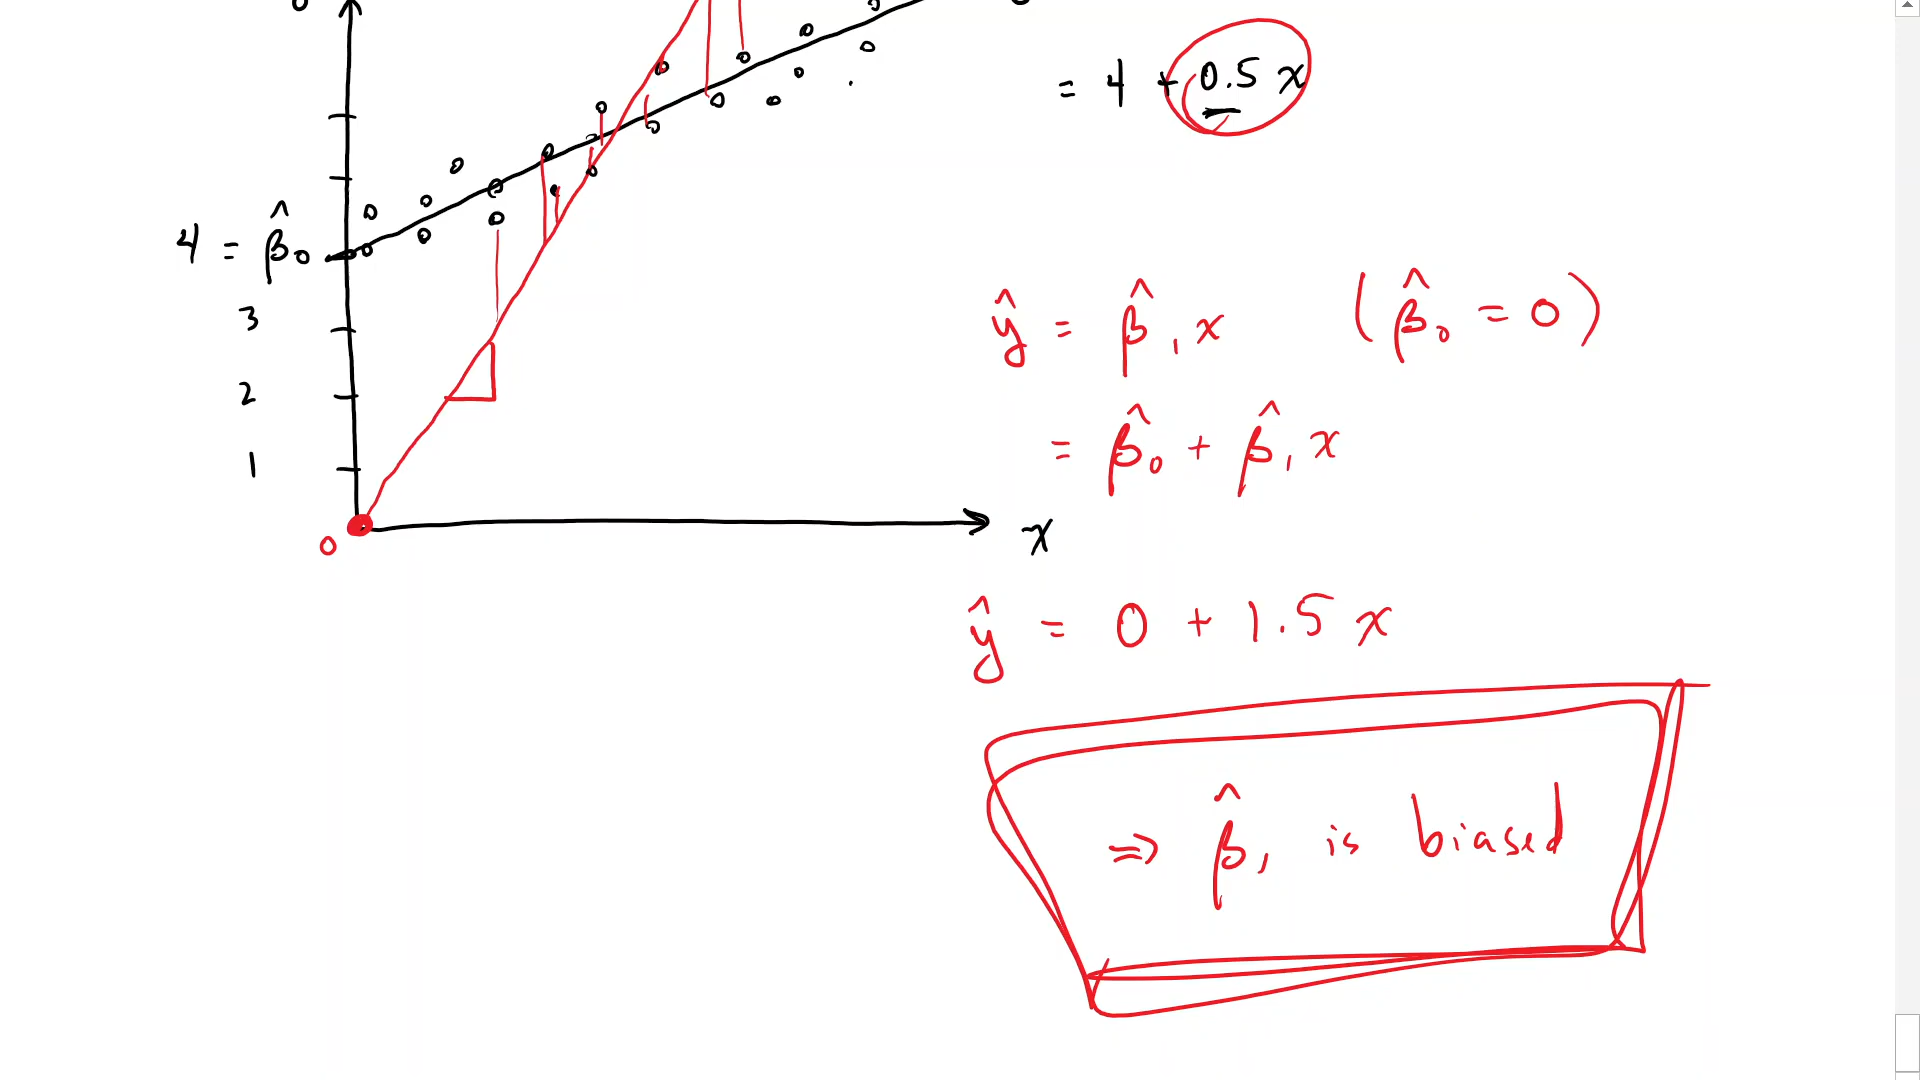 = 4 + 0.5 x
4 = β̂₀
3
2
1
0
x
ŷ = β̂₁ x (β̂₀ = 0)
= β̂₀ + β̂₁ x
ŷ = 0 + 1.5 x
⇒ β̂₁ is biased